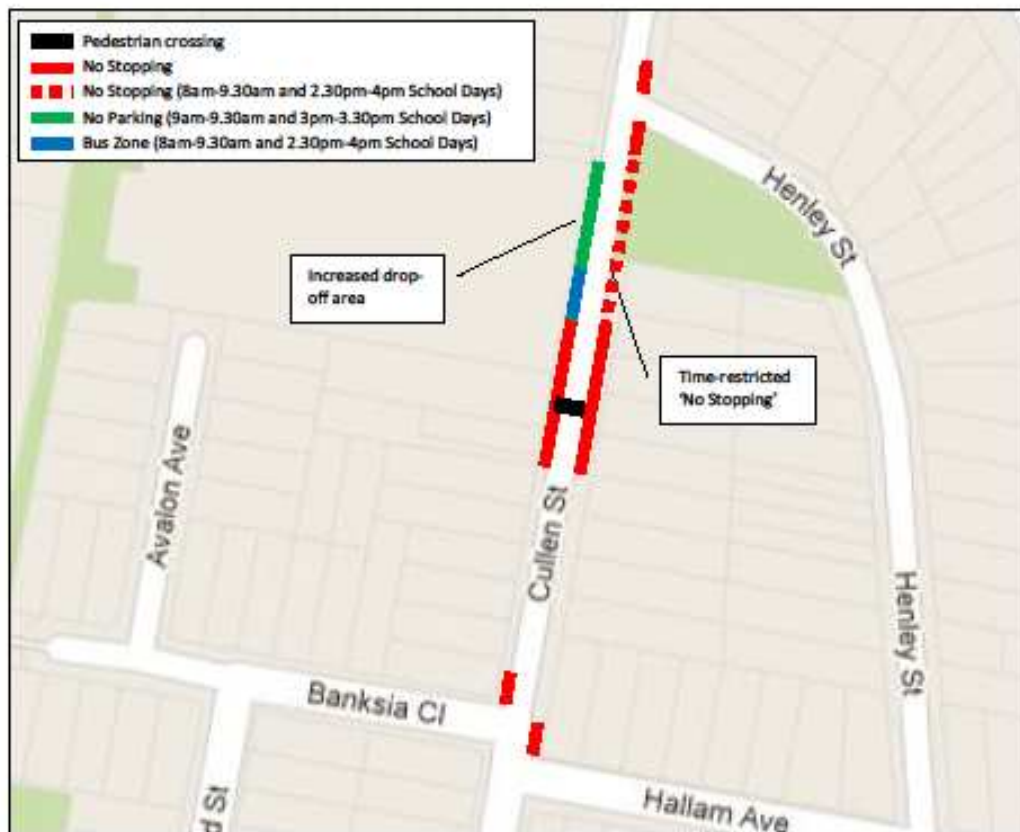 Pedestrian crossing
No Stopping
No Stopping (8am-9.30am and 2.30pm-4pm School Days)
No Parking (9am-9.30am and 3pm-3.30pm School Days)
Bus Zone (8am-9.30am and 2.30pm-4pm School Days)
Henley St
Increased drop-
off area
Time-restricted
'No Stopping'
Avalon Ave
Cullen St
Henley St
Banksia Cl
Hallam Ave
d St